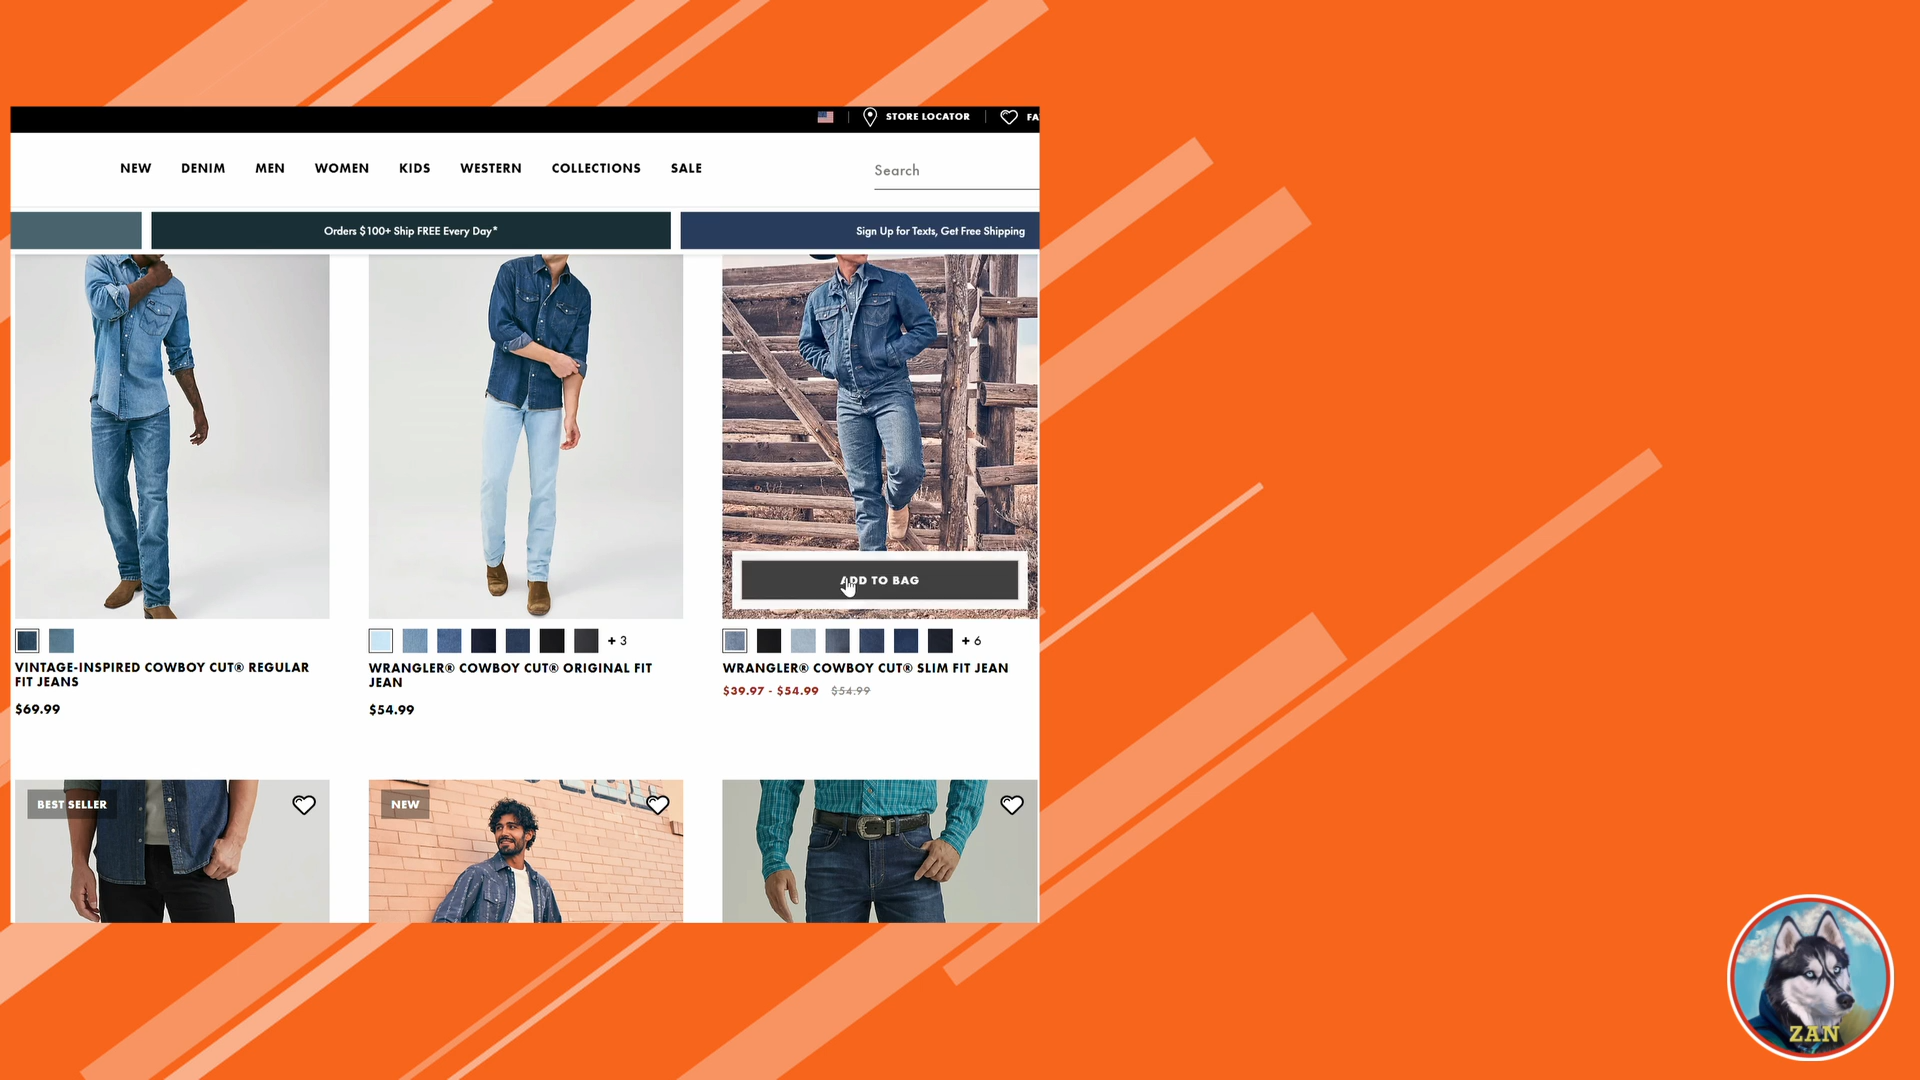 STORE LOCATOR
FA
NEW DENIM MEN WOMEN KIDS WESTERN COLLECTIONS SALE
Search
Orders $100+ Ship FREE Every Day*
Sign Up for Texts, Get Free Shipping
ADD TO BAG
+ 3
+ 6
VINTAGE-INSPIRED COWBOY CUT® REGULAR
FIT JEANS
$69.99
WRANGLER® COWBOY CUT® ORIGINAL FIT
JEAN
$54.99
WRANGLER® COWBOY CUT® SLIM FIT JEAN
$39.97 - $54.99 $54.99
BEST SELLER
NEW
ZAN